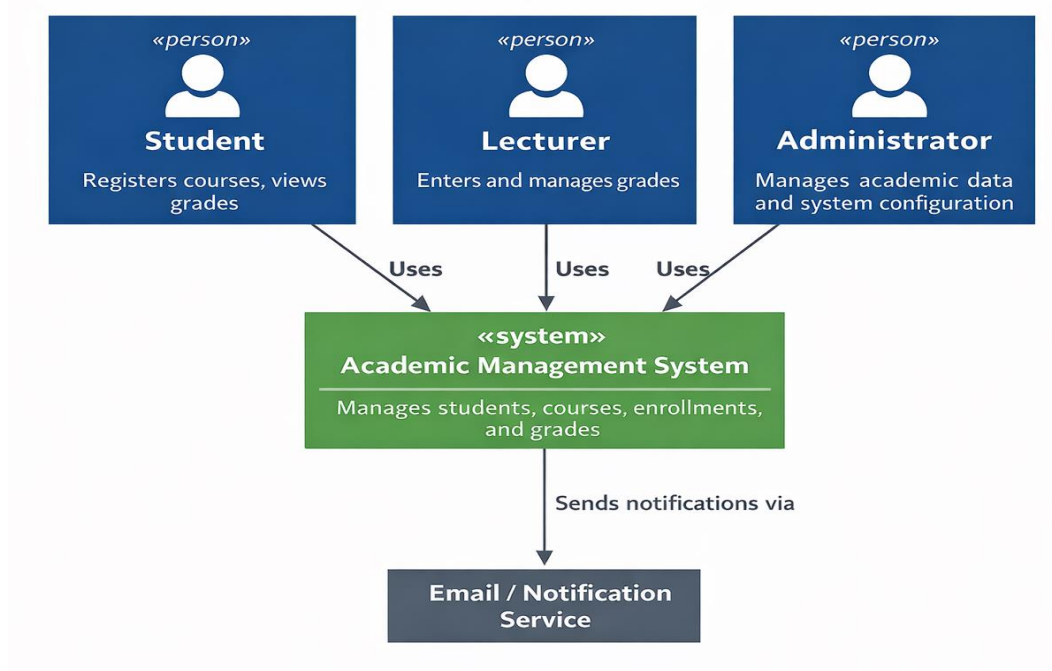 «person»
Student
Registers courses, views
grades
«person»
Lecturer
Enters and manages grades
«person»
Administrator
Manages academic data
and system configuration
Uses
Uses
Uses
«system»
Academic Management System
Manages students, courses, enrollments,
and grades
Sends notifications via
Email / Notification
Service